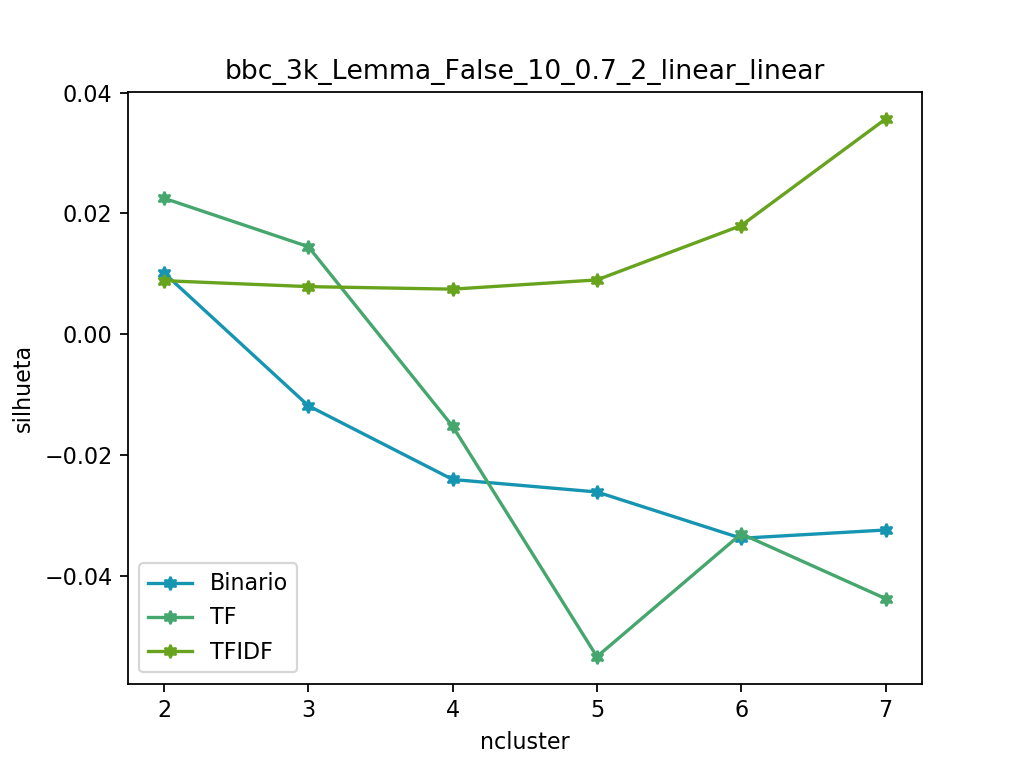 bbc_3k_Lemma_False_10_0.7_2_linear_linear
0.04
0.02
0.00
−0.02
−0.04
silhueta
Binario
TF
TFIDF
2 3 4 5 6 7
ncluster